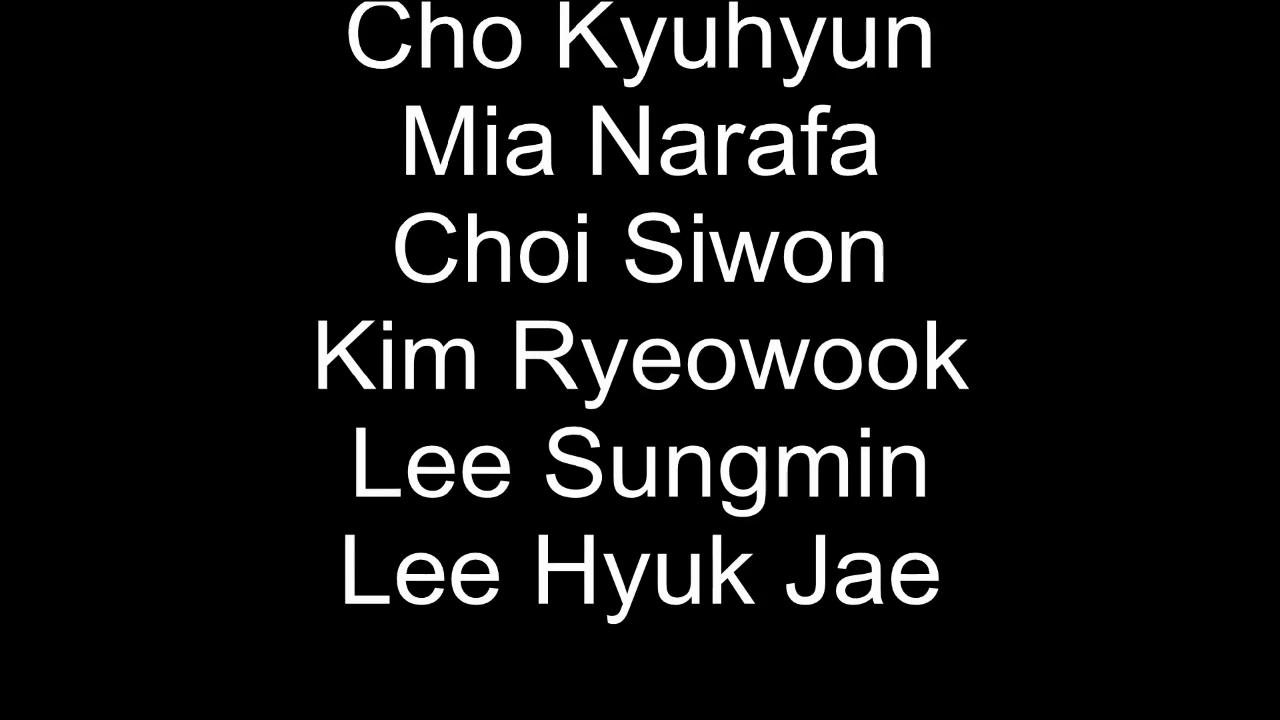 Cho Kyuhyun
Mia Narafa
Choi Siwon
Kim Ryeowook
Lee Sungmin
Lee Hyuk Jae